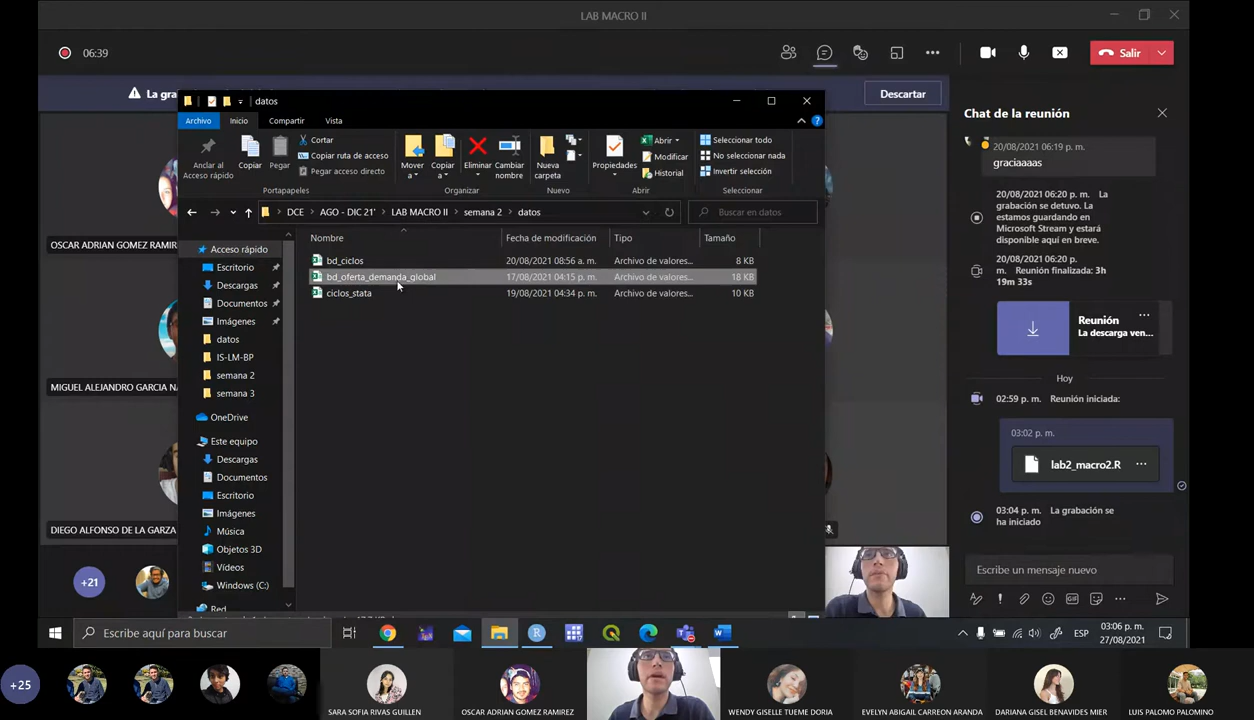 LAB MACRO II
06:39
Salir
La gra
Descartar
Chat de la reunión
datos
Archivo
Inicio
Compartir
Vista
Anclar al
Acceso rápido
Copiar
Pegar
Cortar
Copiar ruta de acceso
Pegar acceso directo
Portapapeles
Mover
a
Copiar
a
Eliminar
Cambiar
nombre
Organizar
Nueva
carpeta
Nuevo
Propiedades
Abrir
Modificar
Historial
Abrir
Seleccionar todo
No seleccionar nada
Invertir selección
Seleccionar
DCE
AGO - DIC 21'
LAB MACRO II
semana 2
datos
Buscar en datos
Nombre
Fecha de modificación
Tipo
Tamaño
bd_ciclos
20/08/2021 08:56 a. m.
Archivo de valores...
8 KB
bd_oferta_demanda_global
17/08/2021 04:15 p. m.
Archivo de valores...
18 KB
ciclos_stata
19/08/2021 04:34 p. m.
Archivo de valores...
10 KB
Acceso rápido
Escritorio
Descargas
Documentos
Imágenes
datos
IS-LM-BP
semana 2
semana 3
OneDrive
Este equipo
Descargas
Documentos
Escritorio
Imágenes
Música
Objetos 3D
Vídeos
Windows (C:)
Red
OSCAR ADRIAN GOMEZ RAMIR
MIGUEL ALEJANDRO GARCIA NA
DIEGO ALFONSO DE LA GARZA
+21
20/08/2021 06:19 p. m.
graciaaaas
20/08/2021 06:20 p. m. La
grabación se detuvo. La
estamos guardando en
Microsoft Stream y estará
disponible aquí en breve.
20/08/2021 06:20
p. m. Reunión finalizada: 3h
19m 33s
Reunión
La descarga ven...
Hoy
02:59 p. m. Reunión iniciada:
03:02 p. m.
lab2_macro2.R
03:04 p. m. La grabación se
ha iniciado
Escribe un mensaje nuevo
GIF
Escribe aquí para buscar
ESP
03:06 p. m.
27/08/2021
+25
SARA SOFIA RIVAS GUILLEN
OSCAR ADRIAN GOMEZ RAMIREZ
WENDY GISELLE TUEME DORIA
EVELYN ABIGAIL CARREON ARANDA
DARIANA GISEL BENAVIDES MIER
LUIS PALOMO PALOMINO